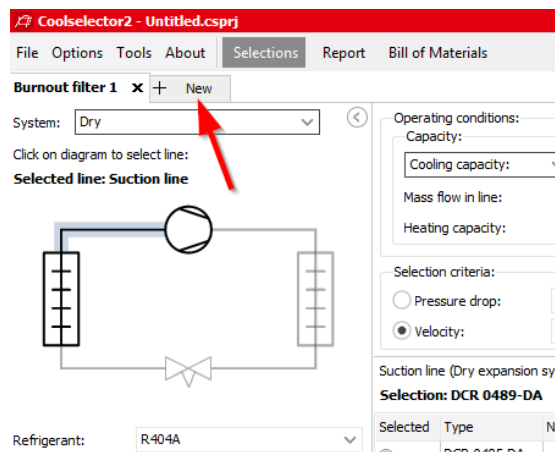 Coolselector2 - Untitled.csprj
File Options Tools About Selections Report Bill of Materials
Burnout filter 1 x + New
System: Dry
Click on diagram to select line:
Selected line: Suction line
Refrigerant: R404A
Operating conditions:
Capacity:
Cooling capacity:
Mass flow in line:
Heating capacity:
Selection criteria:
Pressure drop:
Velocity:
Suction line (Dry expansion sy
Selection: DCR 0489-DA
Selected Type N